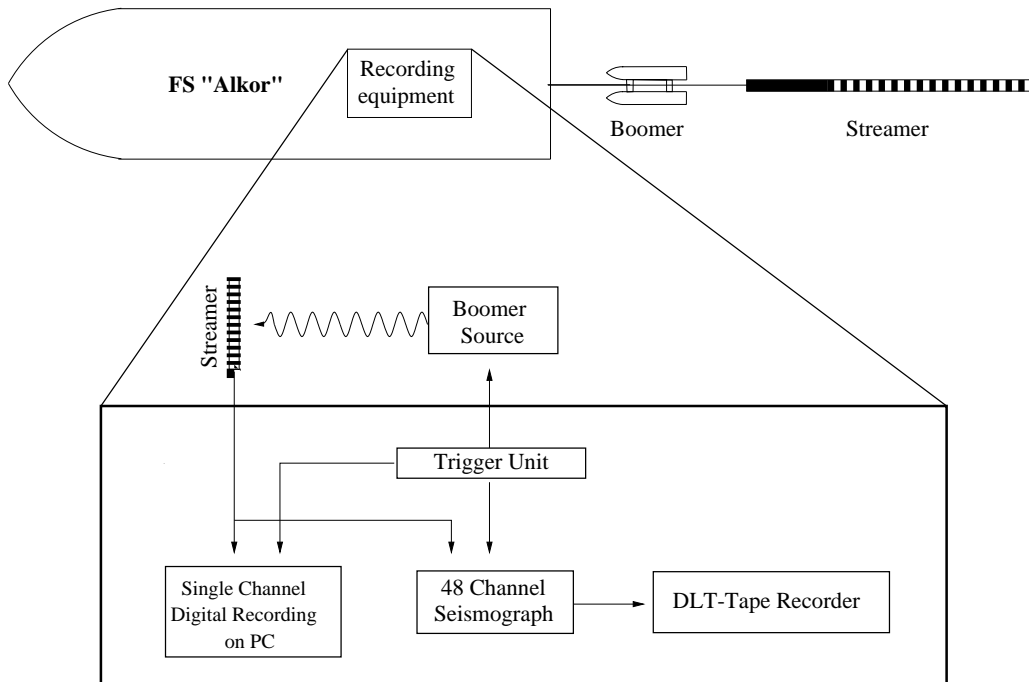 FS "Alkor"
Recording
equipment
Boomer
Streamer
Streamer
Boomer
Source
Trigger Unit
Single Channel
Digital Recording
on PC
48 Channel
Seismograph
DLT-Tape Recorder